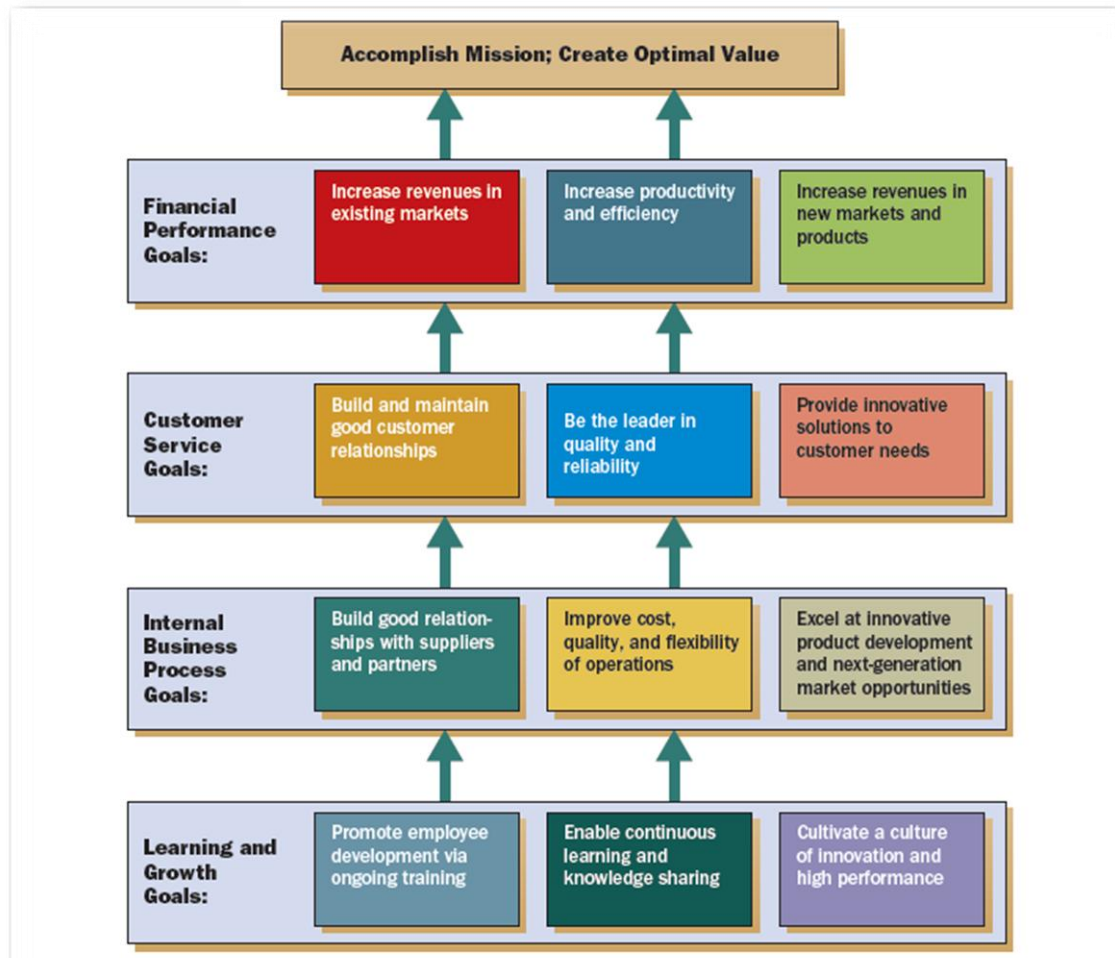 Accomplish Mission; Create Optimal Value
Financial
Performance
Goals:
Increase revenues in
existing markets
Increase productivity
and efficiency
Increase revenues in
new markets and
products
Customer
Service
Goals:
Build and maintain
good customer
relationships
Be the leader in
quality and
reliability
Provide innovative
solutions to
customer needs
Internal
Business
Process
Goals:
Build good relation-
ships with suppliers
and partners
Improve cost,
quality, and flexibility
of operations
Excel at innovative
product development
and next-generation
market opportunities
Learning and
Growth
Goals:
Promote employee
development via
ongoing training
Enable continuous
learning and
knowledge sharing
Cultivate a culture
of innovation and
high performance